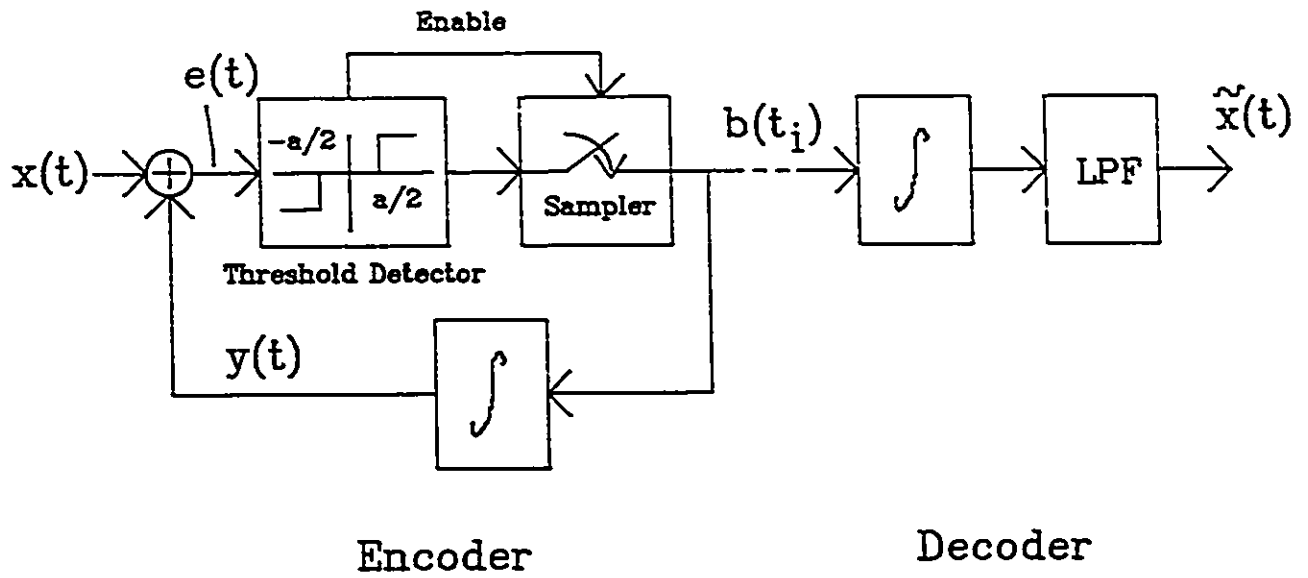 Enable
e(t)
x(t)
+
-a/2
a/2
Threshold Detector
Sampler
b(t_i)
∫
LPF
x̃(t)
y(t)
∫
Encoder
Decoder